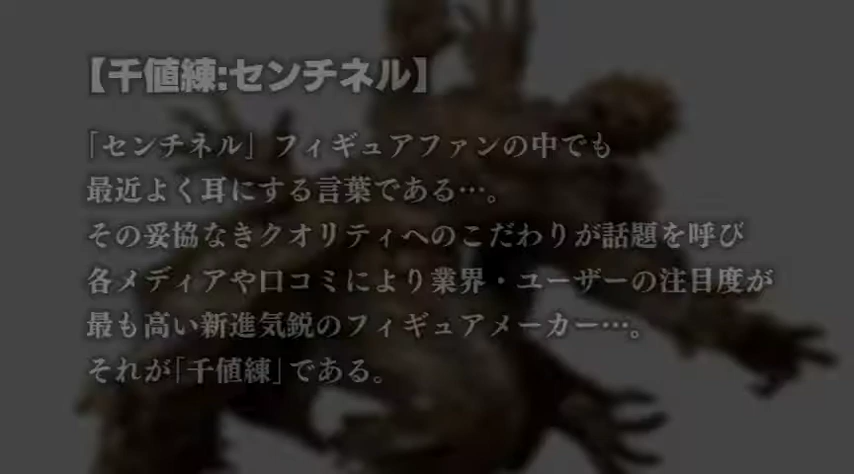 【千値練:センチネル】
「センチネル」フィギュアファンの中でも
最近よく耳にする言葉である…。
その妥協なきクオリティへのこだわりが話題を呼び
各メディアや口コミにより業界・ユーザーの注目度が
最も高い新進気鋭のフィギュアメーカー…。
それが「千値練」である。